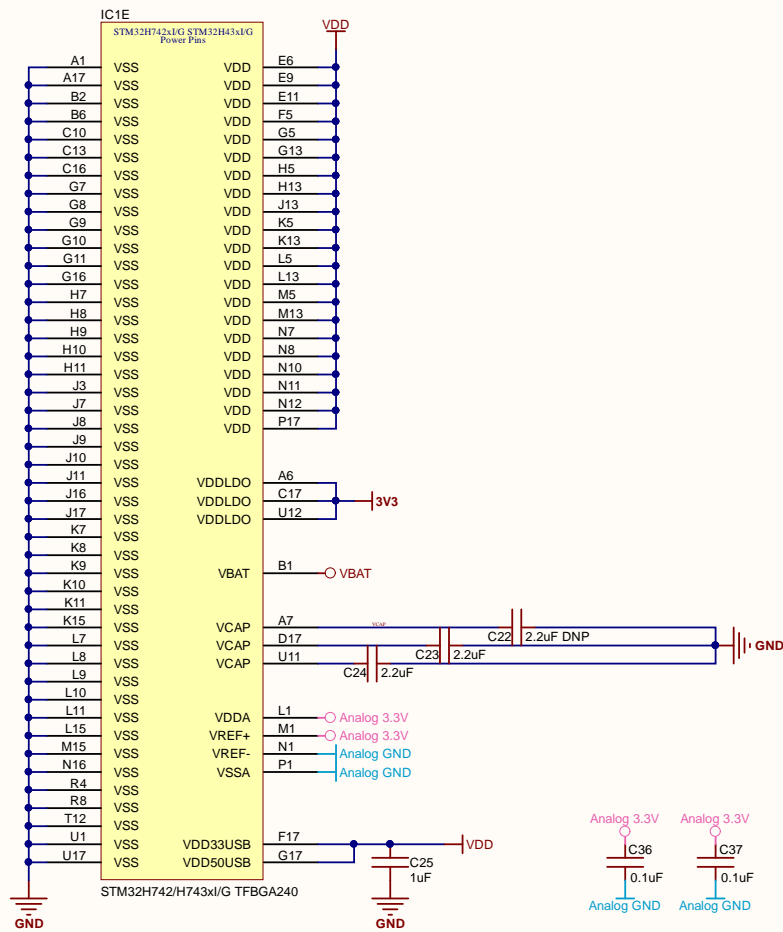 IC1E
STM32H742xI/G STM32H43xI/G
Power Pins
VDD
A1 VSS VDD E6
A17 VSS VDD E9
B2 VSS VDD E11
B6 VSS VDD F5
C10 VSS VDD G5
C13 VSS VDD G13
C16 VSS VDD H5
G7 VSS VDD H13
G8 VSS VDD J13
G9 VSS VDD K5
G10 VSS VDD K13
G11 VSS VDD L5
G16 VSS VDD L13
H7 VSS VDD M5
H8 VSS VDD M13
H9 VSS VDD N7
H10 VSS VDD N8
H11 VSS VDD N10
J3 VSS VDD N11
J7 VSS VDD N12
J8 VSS VDD P17
J9 VSS
J10 VSS
J11 VSS VDDLDO A6
J16 VSS VDDLDO C17 3V3
J17 VSS VDDLDO U12
K7 VSS
K8 VSS
K9 VSS VBAT B1 VBAT
K10 VSS
K11 VSS
K15 VSS VCAP A7 VCAP C22 2.2uF DNP
L7 VSS VCAP D17 C23 2.2uF GND
L8 VSS VCAP U11 C24 2.2uF
L9 VSS
L10 VSS
L11 VSS VDDA L1 Analog 3.3V
L15 VSS VREF+ M1 Analog 3.3V
M15 VSS VREF- N1 Analog GND
N16 VSS VSSA P1 Analog GND
R4 VSS
R8 VSS
T12 VSS
U1 VSS VDD33USB F17 VDD
U17 VSS VDD50USB G17
C25
1uF
GND
GND
STM32H742/H743xI/G TFBGA240
Analog 3.3V
C36
0.1uF
Analog GND
Analog 3.3V
C37
0.1uF
Analog GND